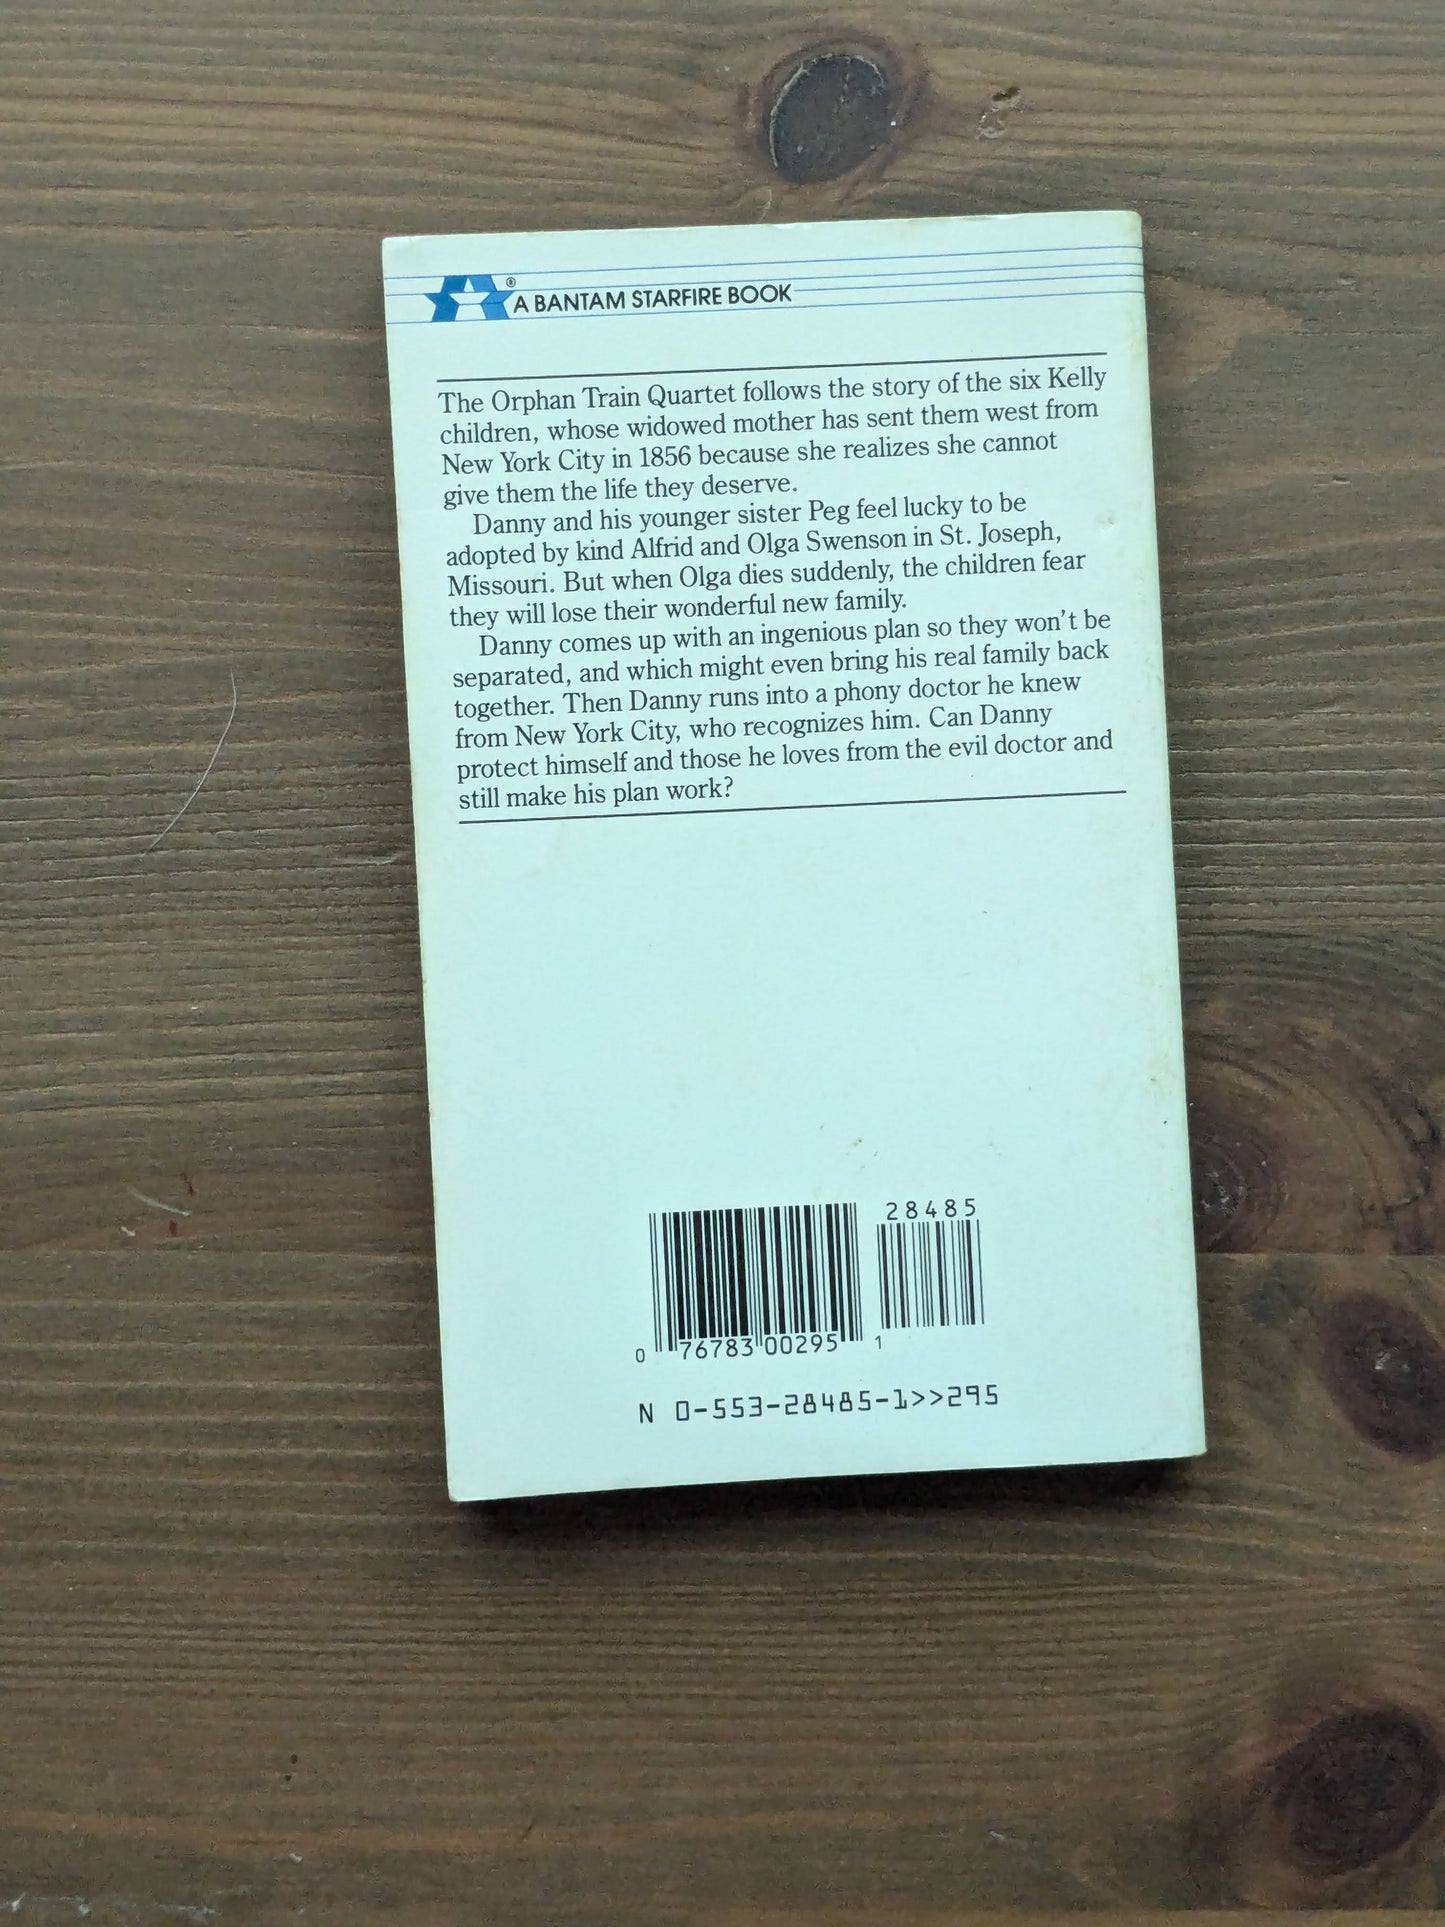 ® A BANTAM STARFIRE BOOK
The Orphan Train Quartet follows the story of the six Kelly
children, whose widowed mother has sent them west from
New York City in 1856 because she realizes she cannot
give them the life they deserve.
Danny and his younger sister Peg feel lucky to be
adopted by kind Alfrid and Olga Swenson in St. Joseph,
Missouri. But when Olga dies suddenly, the children fear
they will lose their wonderful new family.
Danny comes up with an ingenious plan so they won't be
separated, and which might even bring his real family back
together. Then Danny runs into a phony doctor he knew
from New York City, who recognizes him. Can Danny
protect himself and those he loves from the evil doctor and
still make his plan work?
28485
0 76783 00295 1
N 0-553-28485-1>>295